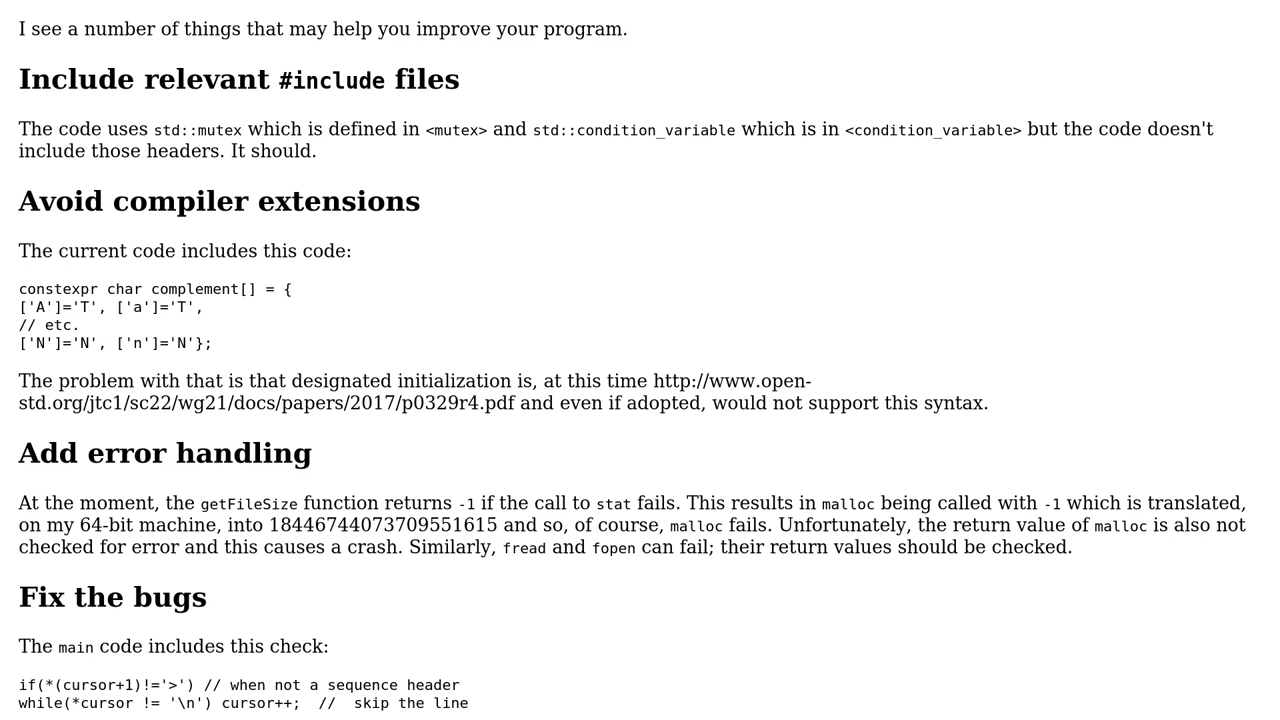 I see a number of things that may help you improve your program.
Include relevant #include files
The code uses std::mutex which is defined in <mutex> and std::condition_variable which is in <condition_variable> but the code doesn't
include those headers. It should.
Avoid compiler extensions
The current code includes this code:
constexpr char complement[] = {
['A']='T', ['a']='T',
// etc.
['N']='N', ['n']='N'};
The problem with that is that designated initialization is, at this time http://www.open-
std.org/jtc1/sc22/wg21/docs/papers/2017/p0329r4.pdf and even if adopted, would not support this syntax.
Add error handling
At the moment, the getFileSize function returns -1 if the call to stat fails. This results in malloc being called with -1 which is translated,
on my 64-bit machine, into 18446744073709551615 and so, of course, malloc fails. Unfortunately, the return value of malloc is also not
checked for error and this causes a crash. Similarly, fread and fopen can fail; their return values should be checked.
Fix the bugs
The main code includes this check:
if(*(cursor+1)!='>') // when not a sequence header
while(*cursor != '\n') cursor++;  //  skip the line